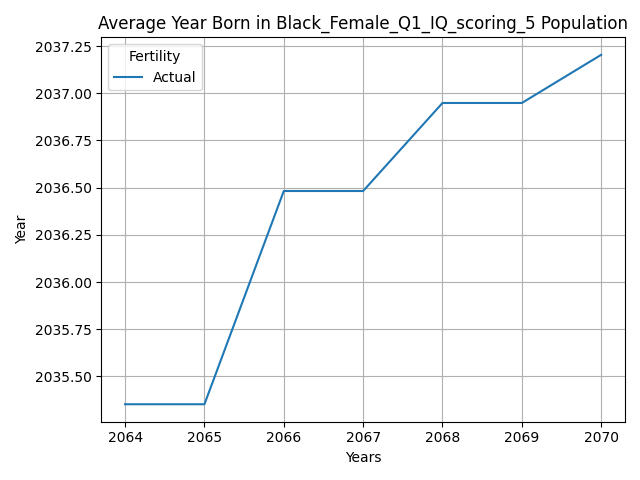 Average Year Born in Black_Female_Q1_IQ_scoring_5 Population
Fertility
Actual
2037.25
2037.00
2036.75
2036.50
2036.25
2036.00
2035.75
2035.50
Year
2064 2065 2066 2067 2068 2069 2070
Years